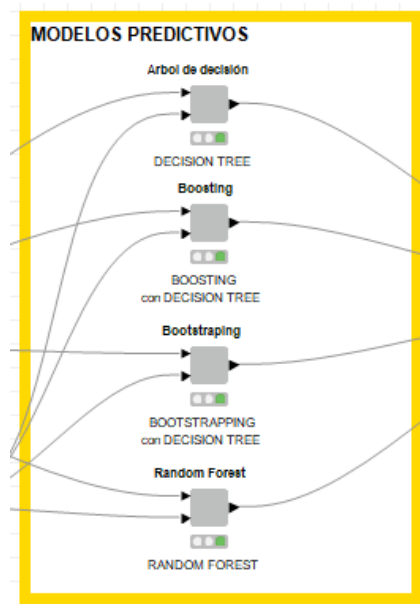 MODELOS PREDICTIVOS
Arbol de decisión
DECISION TREE
Boosting
BOOSTING
con DECISION TREE
Bootstraping
BOOTSTRAPPING
con DECISION TREE
Random Forest
RANDOM FOREST